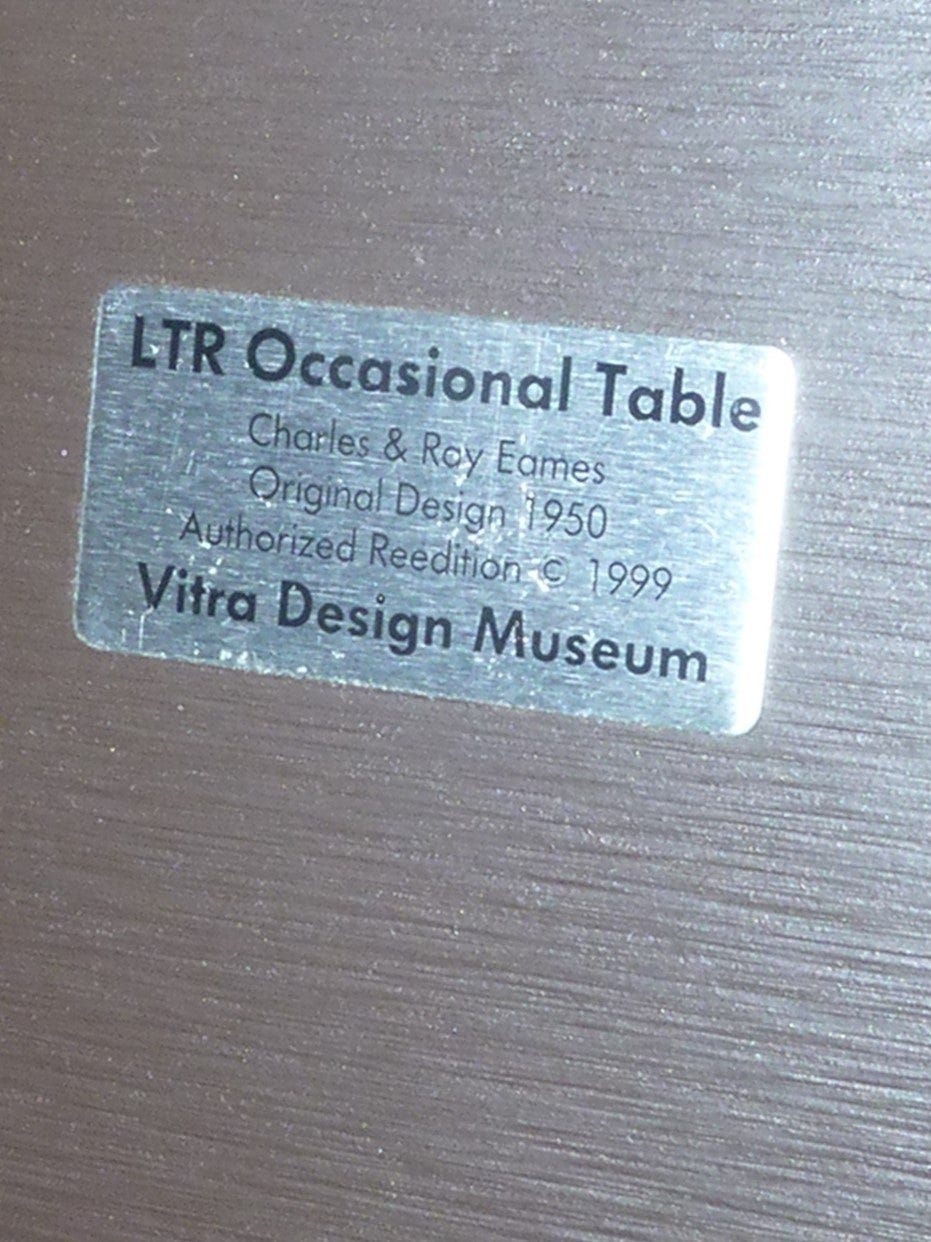 LTR Occasional Table
Charles & Ray Eames
Original Design 1950
Authorized Reedition © 1999
Vitra Design Museum